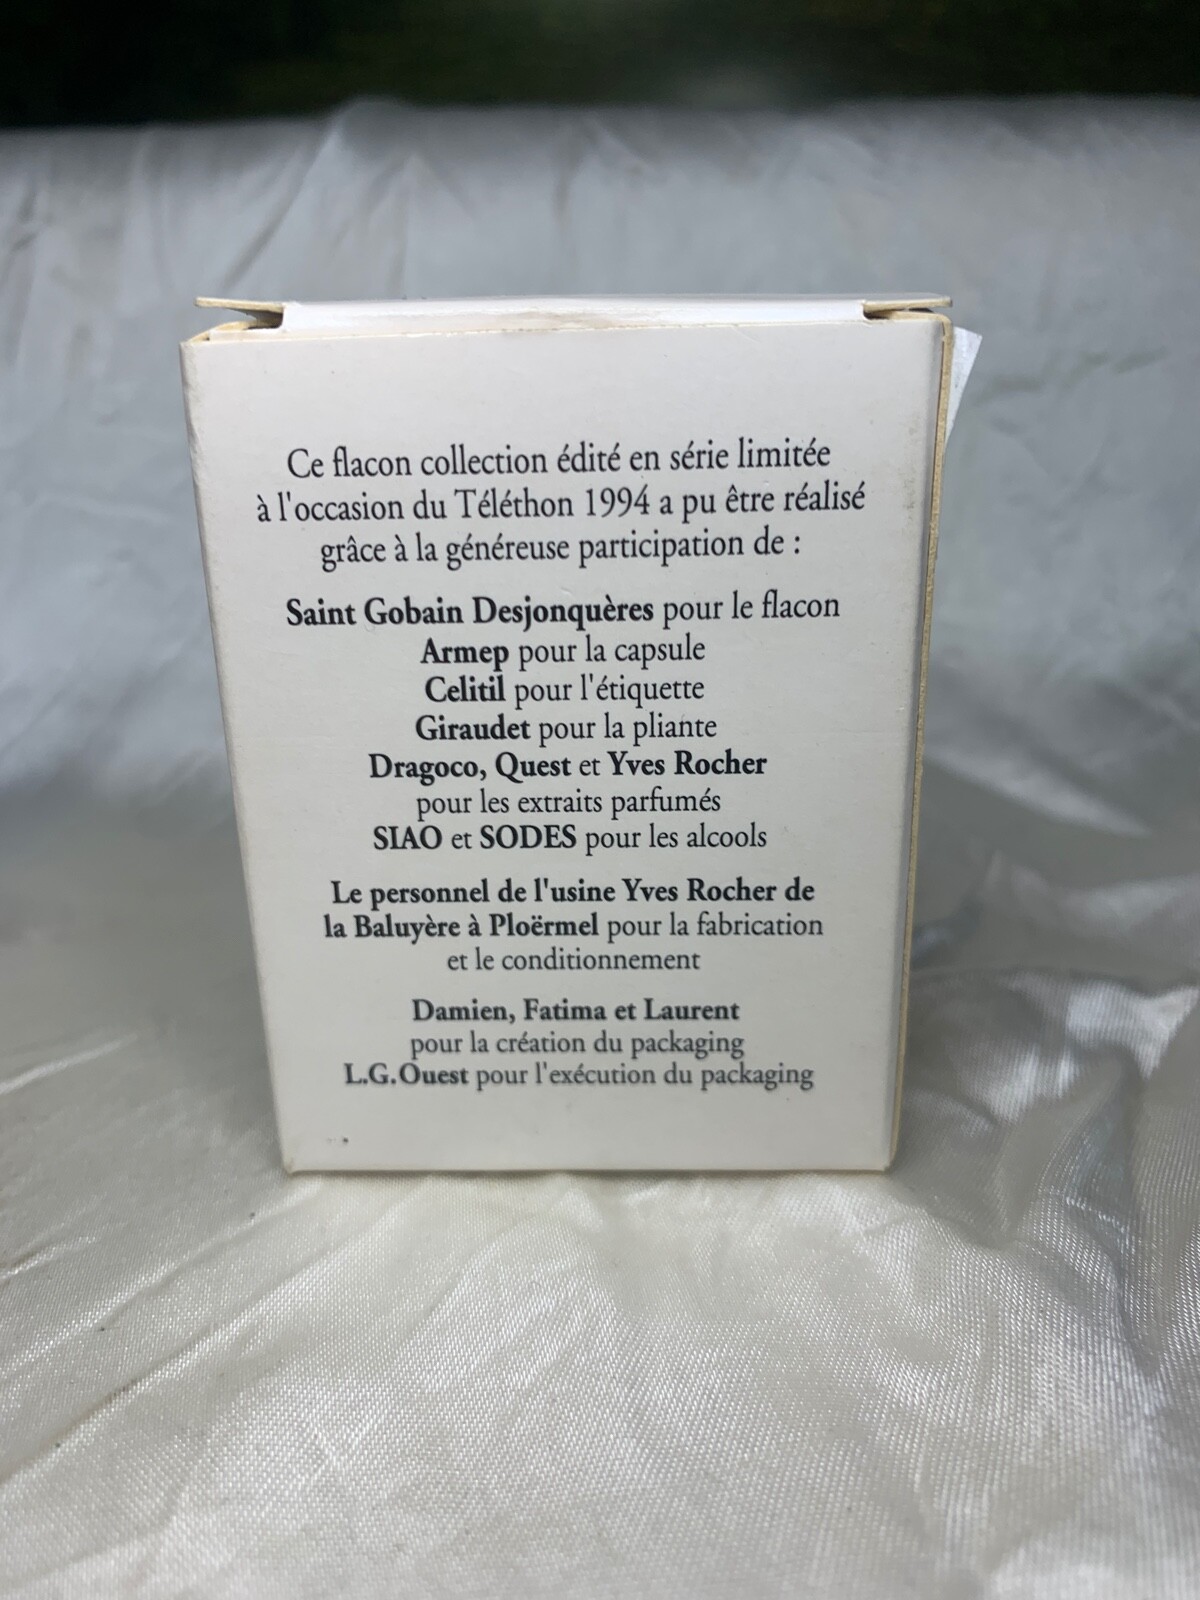 Ce flacon collection édité en série limitée
à l'occasion du Téléthon 1994 a pu être réalisé
grâce à la généreuse participation de :
Saint Gobain Desjonquères pour le flacon
Armep pour la capsule
Celitil pour l'étiquette
Giraudet pour la pliante
Dragoco, Quest et Yves Rocher
pour les extraits parfumés
SIAO et SODES pour les alcools
Le personnel de l'usine Yves Rocher de
la Baluyère à Ploërmel pour la fabrication
et le conditionnement
Damien, Fatima et Laurent
pour la création du packaging
L.G.Ouest pour l'exécution du packaging